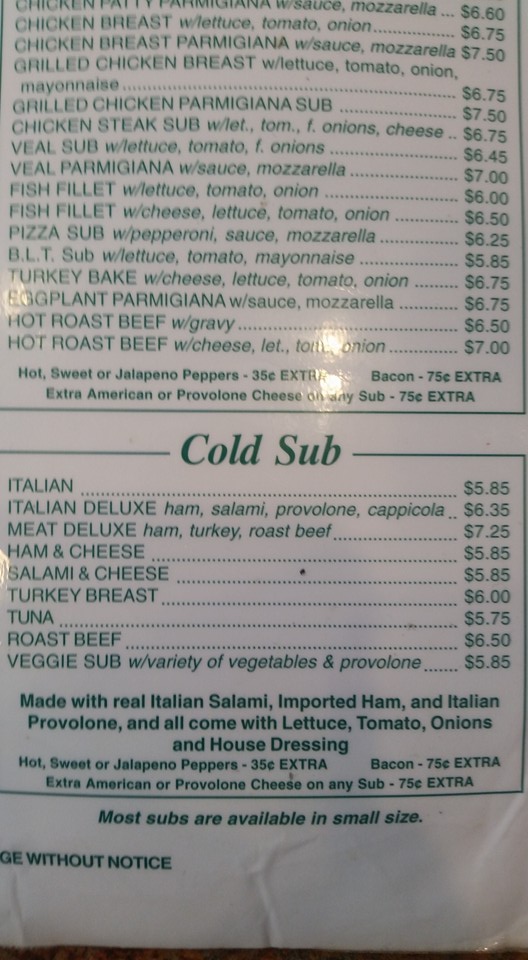 CHICKEN PATTY PARMIGIANA w/sauce, mozzarella ... $6.60
CHICKEN BREAST w/lettuce, tomato, onion.................... $6.75
CHICKEN BREAST PARMIGIANA w/sauce, mozzarella $7.50
GRILLED CHICKEN BREAST w/lettuce, tomato, onion,
mayonnaise .......................................................... $6.75
GRILLED CHICKEN PARMIGIANA SUB ..................... $7.50
CHICKEN STEAK SUB w/let., tom., f. onions, cheese .. $6.75
VEAL SUB w/lettuce, tomato, f. onions ...................... $6.45
VEAL PARMIGIANA w/sauce, mozzarella .................. $7.00
FISH FILLET w/lettuce, tomato, onion ....................... $6.00
FISH FILLET w/cheese, lettuce, tomato, onion ........... $6.50
PIZZA SUB w/pepperoni, sauce, mozzarella .............. $6.25
B.L.T. Sub w/lettuce, tomato, mayonnaise ................. $5.85
TURKEY BAKE w/cheese, lettuce, tomato, onion ........ $6.75
EGGPLANT PARMIGIANA w/sauce, mozzarella .......... $6.75
HOT ROAST BEEF w/gravy ...................................... $6.50
HOT ROAST BEEF w/cheese, let., tom., onion ............ $7.00
Hot, Sweet or Jalapeno Peppers - 35¢ EXTRA Bacon - 75¢ EXTRA
Extra American or Provolone Cheese on any Sub - 75¢ EXTRA
Cold Sub
ITALIAN ................................................................ $5.85
ITALIAN DELUXE ham, salami, provolone, cappicola .. $6.35
MEAT DELUXE ham, turkey, roast beef ..................... $7.25
HAM & CHEESE .................................................... $5.85
SALAMI & CHEESE ................................................ $5.85
TURKEY BREAST .................................................. $6.00
TUNA .................................................................... $5.75
ROAST BEEF ........................................................ $6.50
VEGGIE SUB w/variety of vegetables & provolone ...... $5.85
Made with real Italian Salami, Imported Ham, and Italian
Provolone, and all come with Lettuce, Tomato, Onions
and House Dressing
Hot, Sweet or Jalapeno Peppers - 35¢ EXTRA Bacon - 75¢ EXTRA
Extra American or Provolone Cheese on any Sub - 75¢ EXTRA
Most subs are available in small size.
GE WITHOUT NOTICE